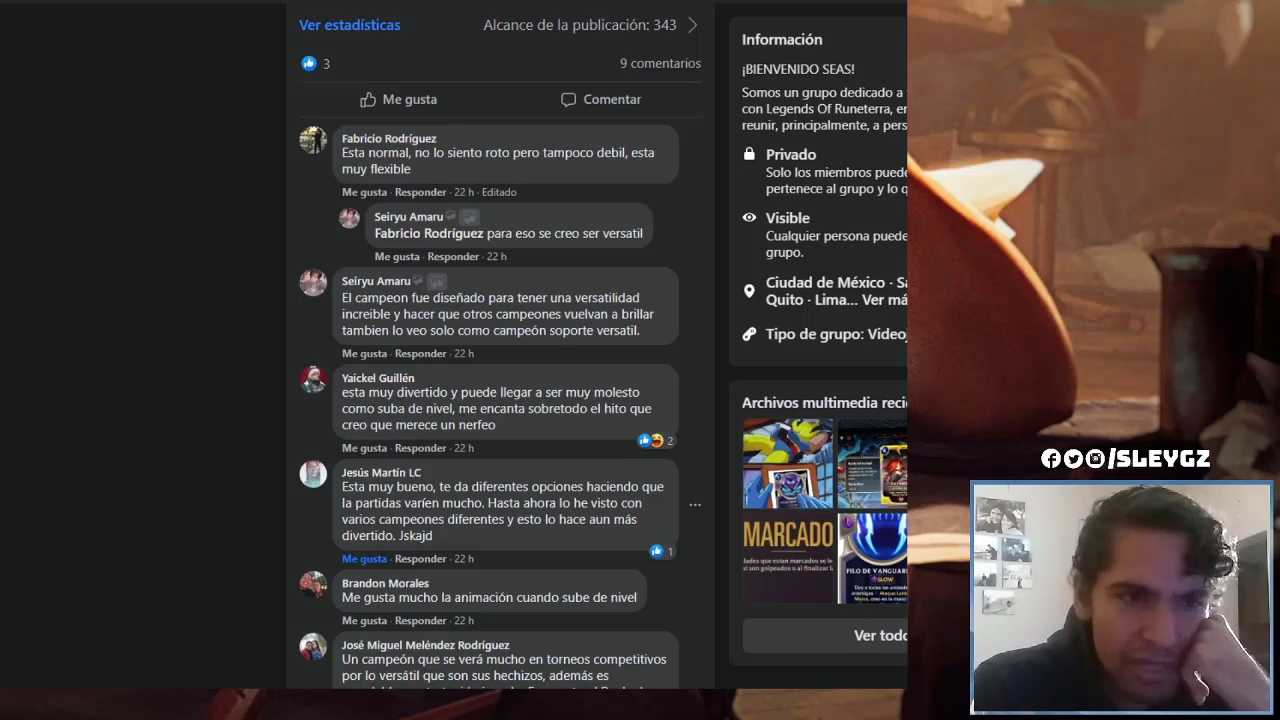 Ver estadísticas
Alcance de la publicación: 343
3
9 comentarios
Me gusta
Comentar
Fabricio Rodríguez
Esta normal, no lo siento roto pero tampoco debil, esta
muy flexible
Me gusta · Responder · 22 h · Editado
Seiryu Amaru
Fabricio Rodríguez para eso se creo ser versatil
Me gusta · Responder · 22 h
Seiryu Amaru
El campeon fue diseñado para tener una versatilidad
increible y hacer que otros campeones vuelvan a brillar
tambien lo veo solo como campeón soporte versatil.
Me gusta · Responder · 22 h
Yaickel Guillén
esta muy divertido y puede llegar a ser muy molesto
como suba de nivel, me encanta sobretodo el hito que
creo que merece un nerfeo
2
Me gusta · Responder · 22 h
Jesús Martín LC
Esta muy bueno, te da diferentes opciones haciendo que
la partidas varíen mucho. Hasta ahora lo he visto con
varios campeones diferentes y esto lo hace aun más
divertido. Jskajd
1
Me gusta · Responder · 22 h
Brandon Morales
Me gusta mucho la animación cuando sube de nivel
Me gusta · Responder · 22 h
José Miguel Meléndez Rodríguez
Un campeón que se verá mucho en torneos competitivos
por lo versátil que son sus hechizos, además es
Información
¡BIENVENIDO SEAS!
Somos un grupo dedicado a
con Legends Of Runeterra, en
reunir, principalmente, a pers
Privado
Solo los miembros puede
pertenece al grupo y lo q
Visible
Cualquier persona puede
grupo.
Ciudad de México · Sa
Quito · Lima... Ver má
Tipo de grupo: Videoj
Archivos multimedia reci
MARCADO
FILO DE VANGUAR
SLOW
Ver todo
/SLEYGZ